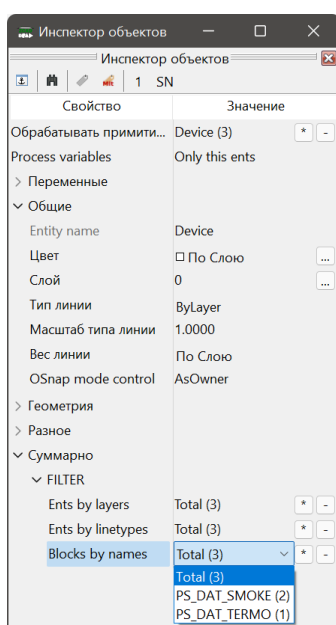 Инспектор объектов
Инспектор объектов
1 SN
Свойство Значение
Обрабатывать примити... Device (3) * -
Process variables Only this ents
Переменные
Общие
Entity name Device
Цвет По Слою ...
Слой 0 ...
Тип линии ByLayer
Масштаб типа линии 1.0000
Вес линии По Слою
OSnap mode control AsOwner
Геометрия
Разное
Суммарно
FILTER
Ents by layers Total (3) * -
Ents by linetypes Total (3) * -
Blocks by names Total (3) * -
Total (3)
PS_DAT_SMOKE (2)
PS_DAT_TERMO (1)